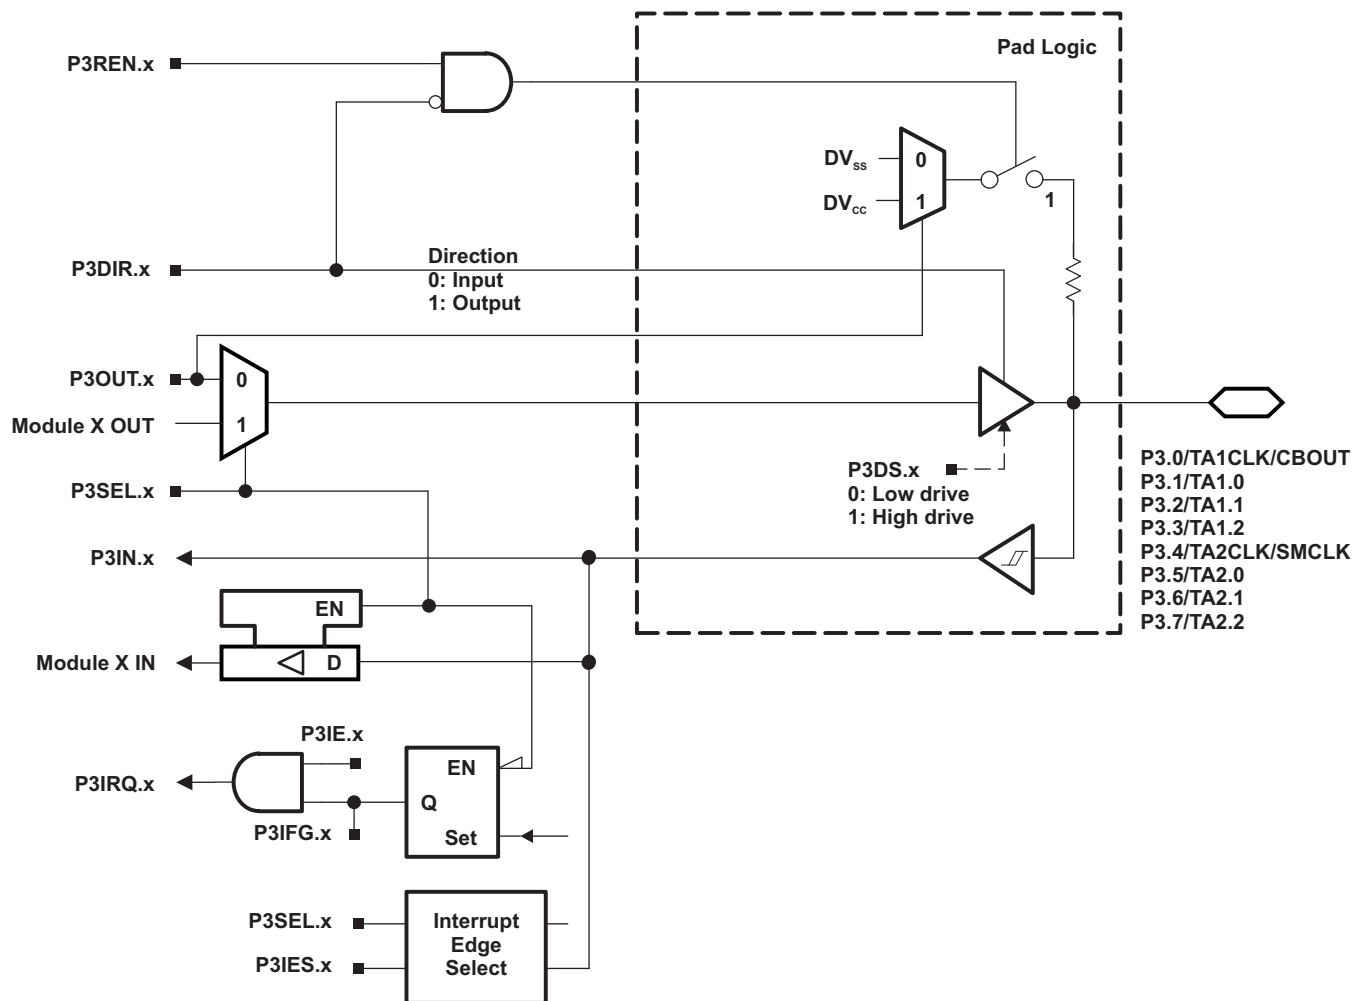 Pad Logic
P3REN.x
DVSS
0
DVCC
1
1
P3DIR.x
Direction
0: Input
1: Output
P3OUT.x
0
Module X OUT
1
P3DS.x
0: Low drive
1: High drive
P3SEL.x
P3.0/TA1CLK/CBOUT
P3.1/TA1.0
P3.2/TA1.1
P3.3/TA1.2
P3.4/TA2CLK/SMCLK
P3.5/TA2.0
P3.6/TA2.1
P3.7/TA2.2
P3IN.x
EN
Module X IN
D
P3IE.x
P3IRQ.x
EN
Q
P3IFG.x
Set
P3SEL.x
P3IES.x
Interrupt
Edge
Select